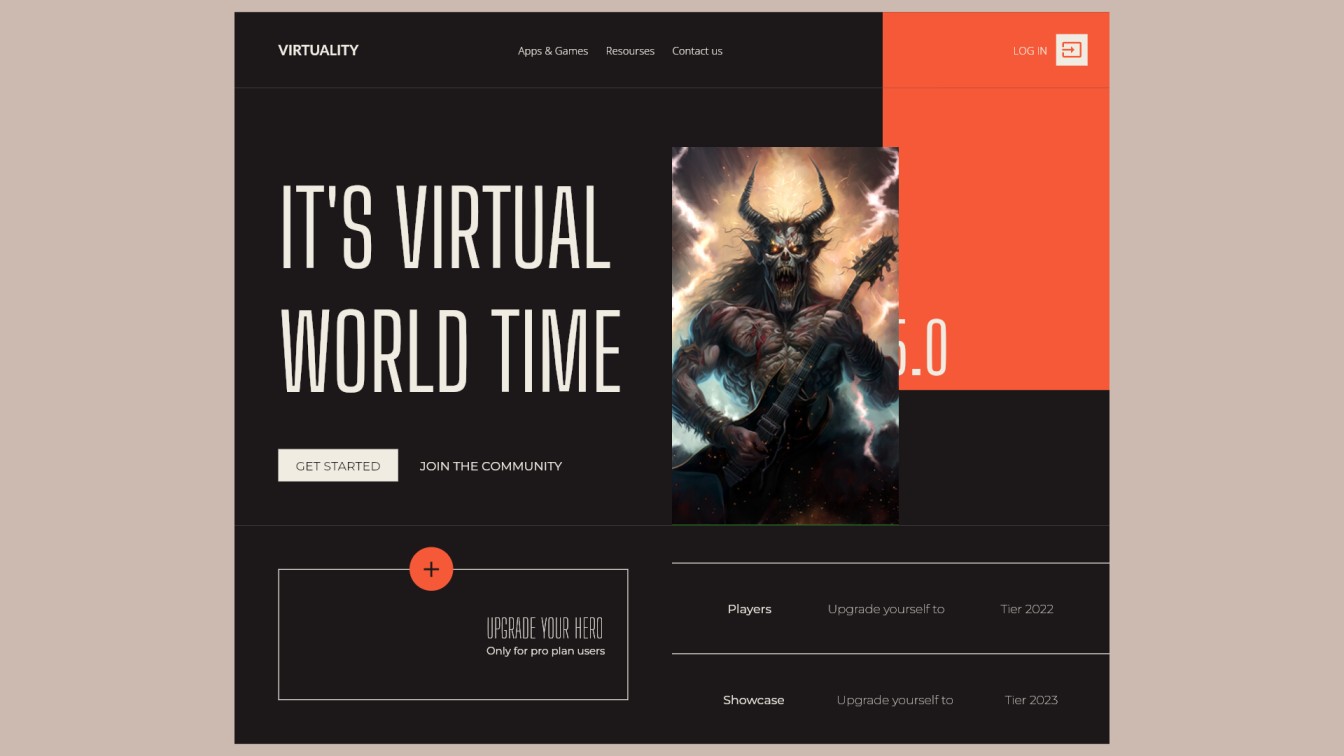 VIRTUALITY
Apps & Games Resourses Contact us
LOG IN
IT'S VIRTUAL
WORLD TIME
5.0
GET STARTED JOIN THE COMMUNITY
UPGRADE YOUR HERO
Only for pro plan users
Players Upgrade yourself to Tier 2022
Showcase Upgrade yourself to Tier 2023